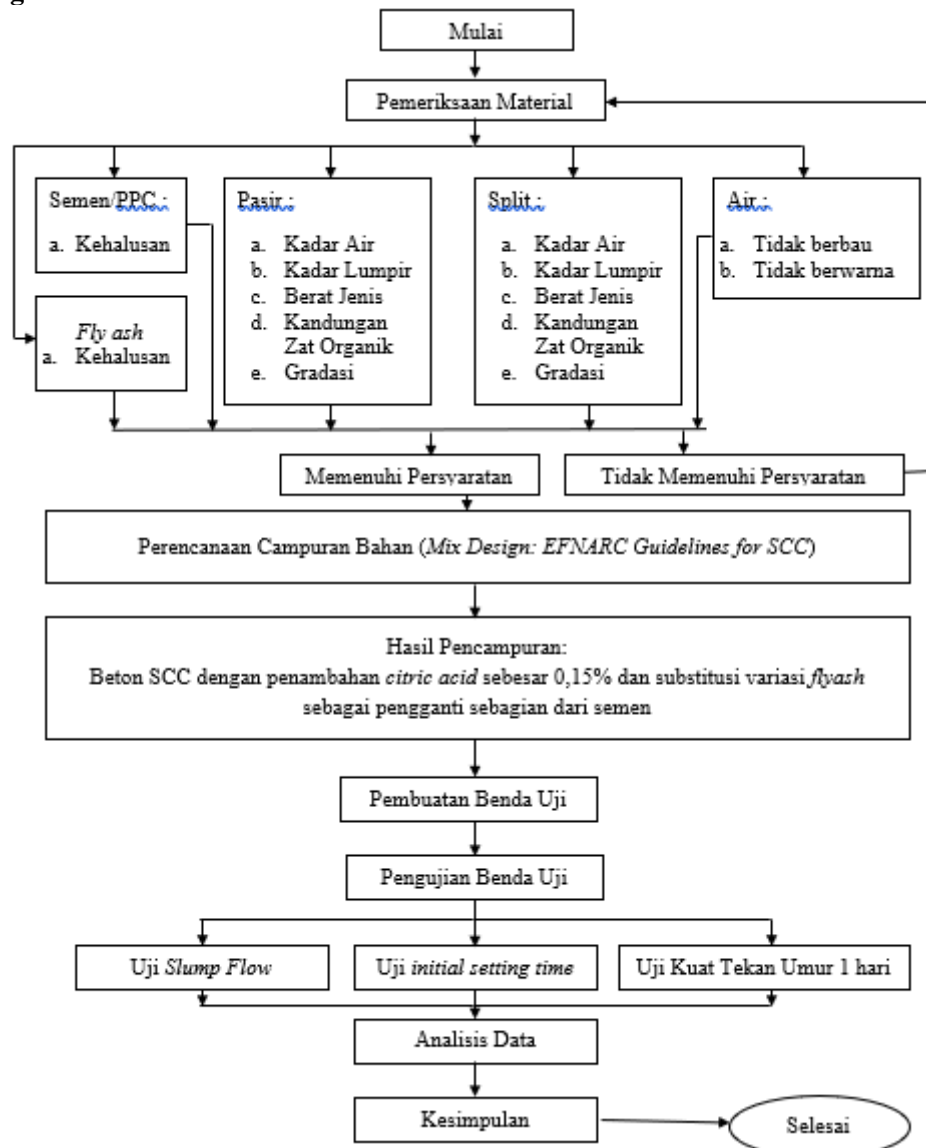 Mulai
Pemeriksaan Material
Semen/PPC :
a. Kehalusan
Fly ash
a. Kehalusan
Pasir :
a. Kadar Air
b. Kadar Lumpir
c. Berat Jenis
d. Kandungan
Zat Organik
e. Gradasi
Split :
a. Kadar Air
b. Kadar Lumpir
c. Berat Jenis
d. Kandungan
Zat Organik
e. Gradasi
Air :
a. Tidak berbau
b. Tidak berwarna
Memenuhi Persyaratan
Tidak Memenuhi Persyaratan
Perencanaan Campuran Bahan (Mix Design: EFNARC Guidelines for SCC)
Hasil Pencampuran:
Beton SCC dengan penambahan citric acid sebesar 0,15% dan substitusi variasi flyash
sebagai pengganti sebagian dari semen
Pembuatan Benda Uji
Pengujian Benda Uji
Uji Slump Flow
Uji initial setting time
Uji Kuat Tekan Umur 1 hari
Analisis Data
Kesimpulan
Selesai